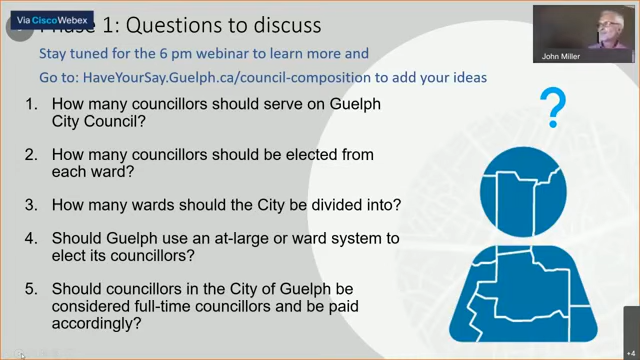 Via Cisco Webex
Phase 1: Questions to discuss
Stay tuned for the 6 pm webinar to learn more and
Go to: HaveYourSay.Guelph.ca/council-composition to add your ideas
1. How many councillors should serve on Guelph
City Council?
2. How many councillors should be elected from
each ward?
3. How many wards should the City be divided into?
4. Should Guelph use an at-large or ward system to
elect its councillors?
5. Should councillors in the City of Guelph be
considered full-time councillors and be paid
accordingly?
?
John Miller
+4